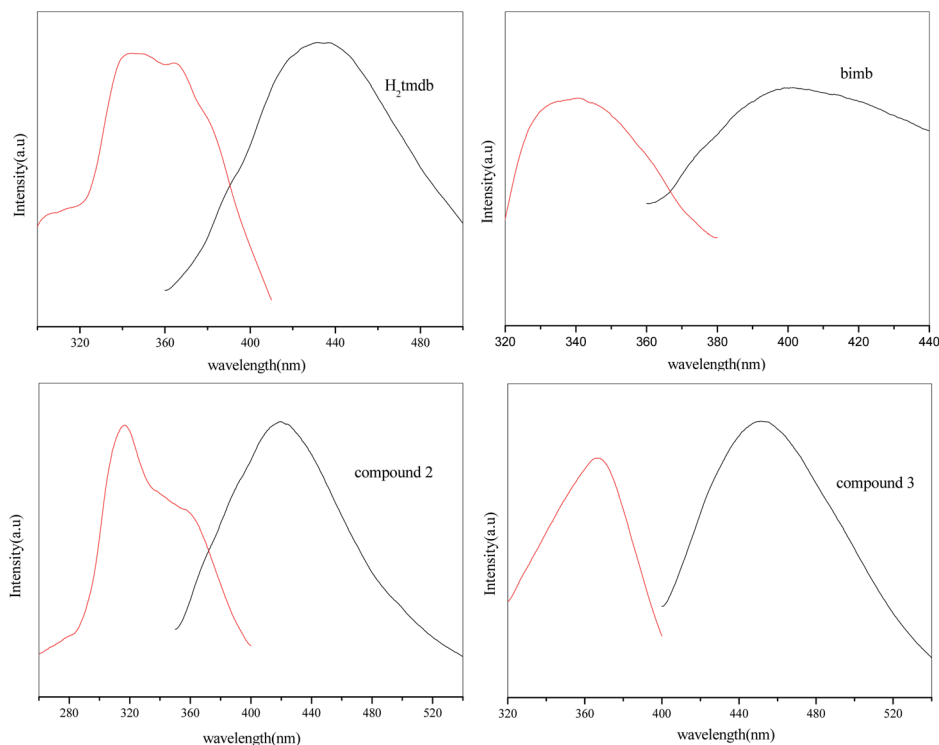 H₂tmdb
Intensity(a.u)
320 360 400 440 480
wavelength(nm)
bimb
Intensity(a.u)
320 340 360 380 400 420 440
wavelength(nm)
compound 2
Intensity(a.u)
280 320 360 400 440 480 520
wavelength(nm)
compound 3
Intensity(a.u)
320 360 400 440 480 520
wavelength(nm)